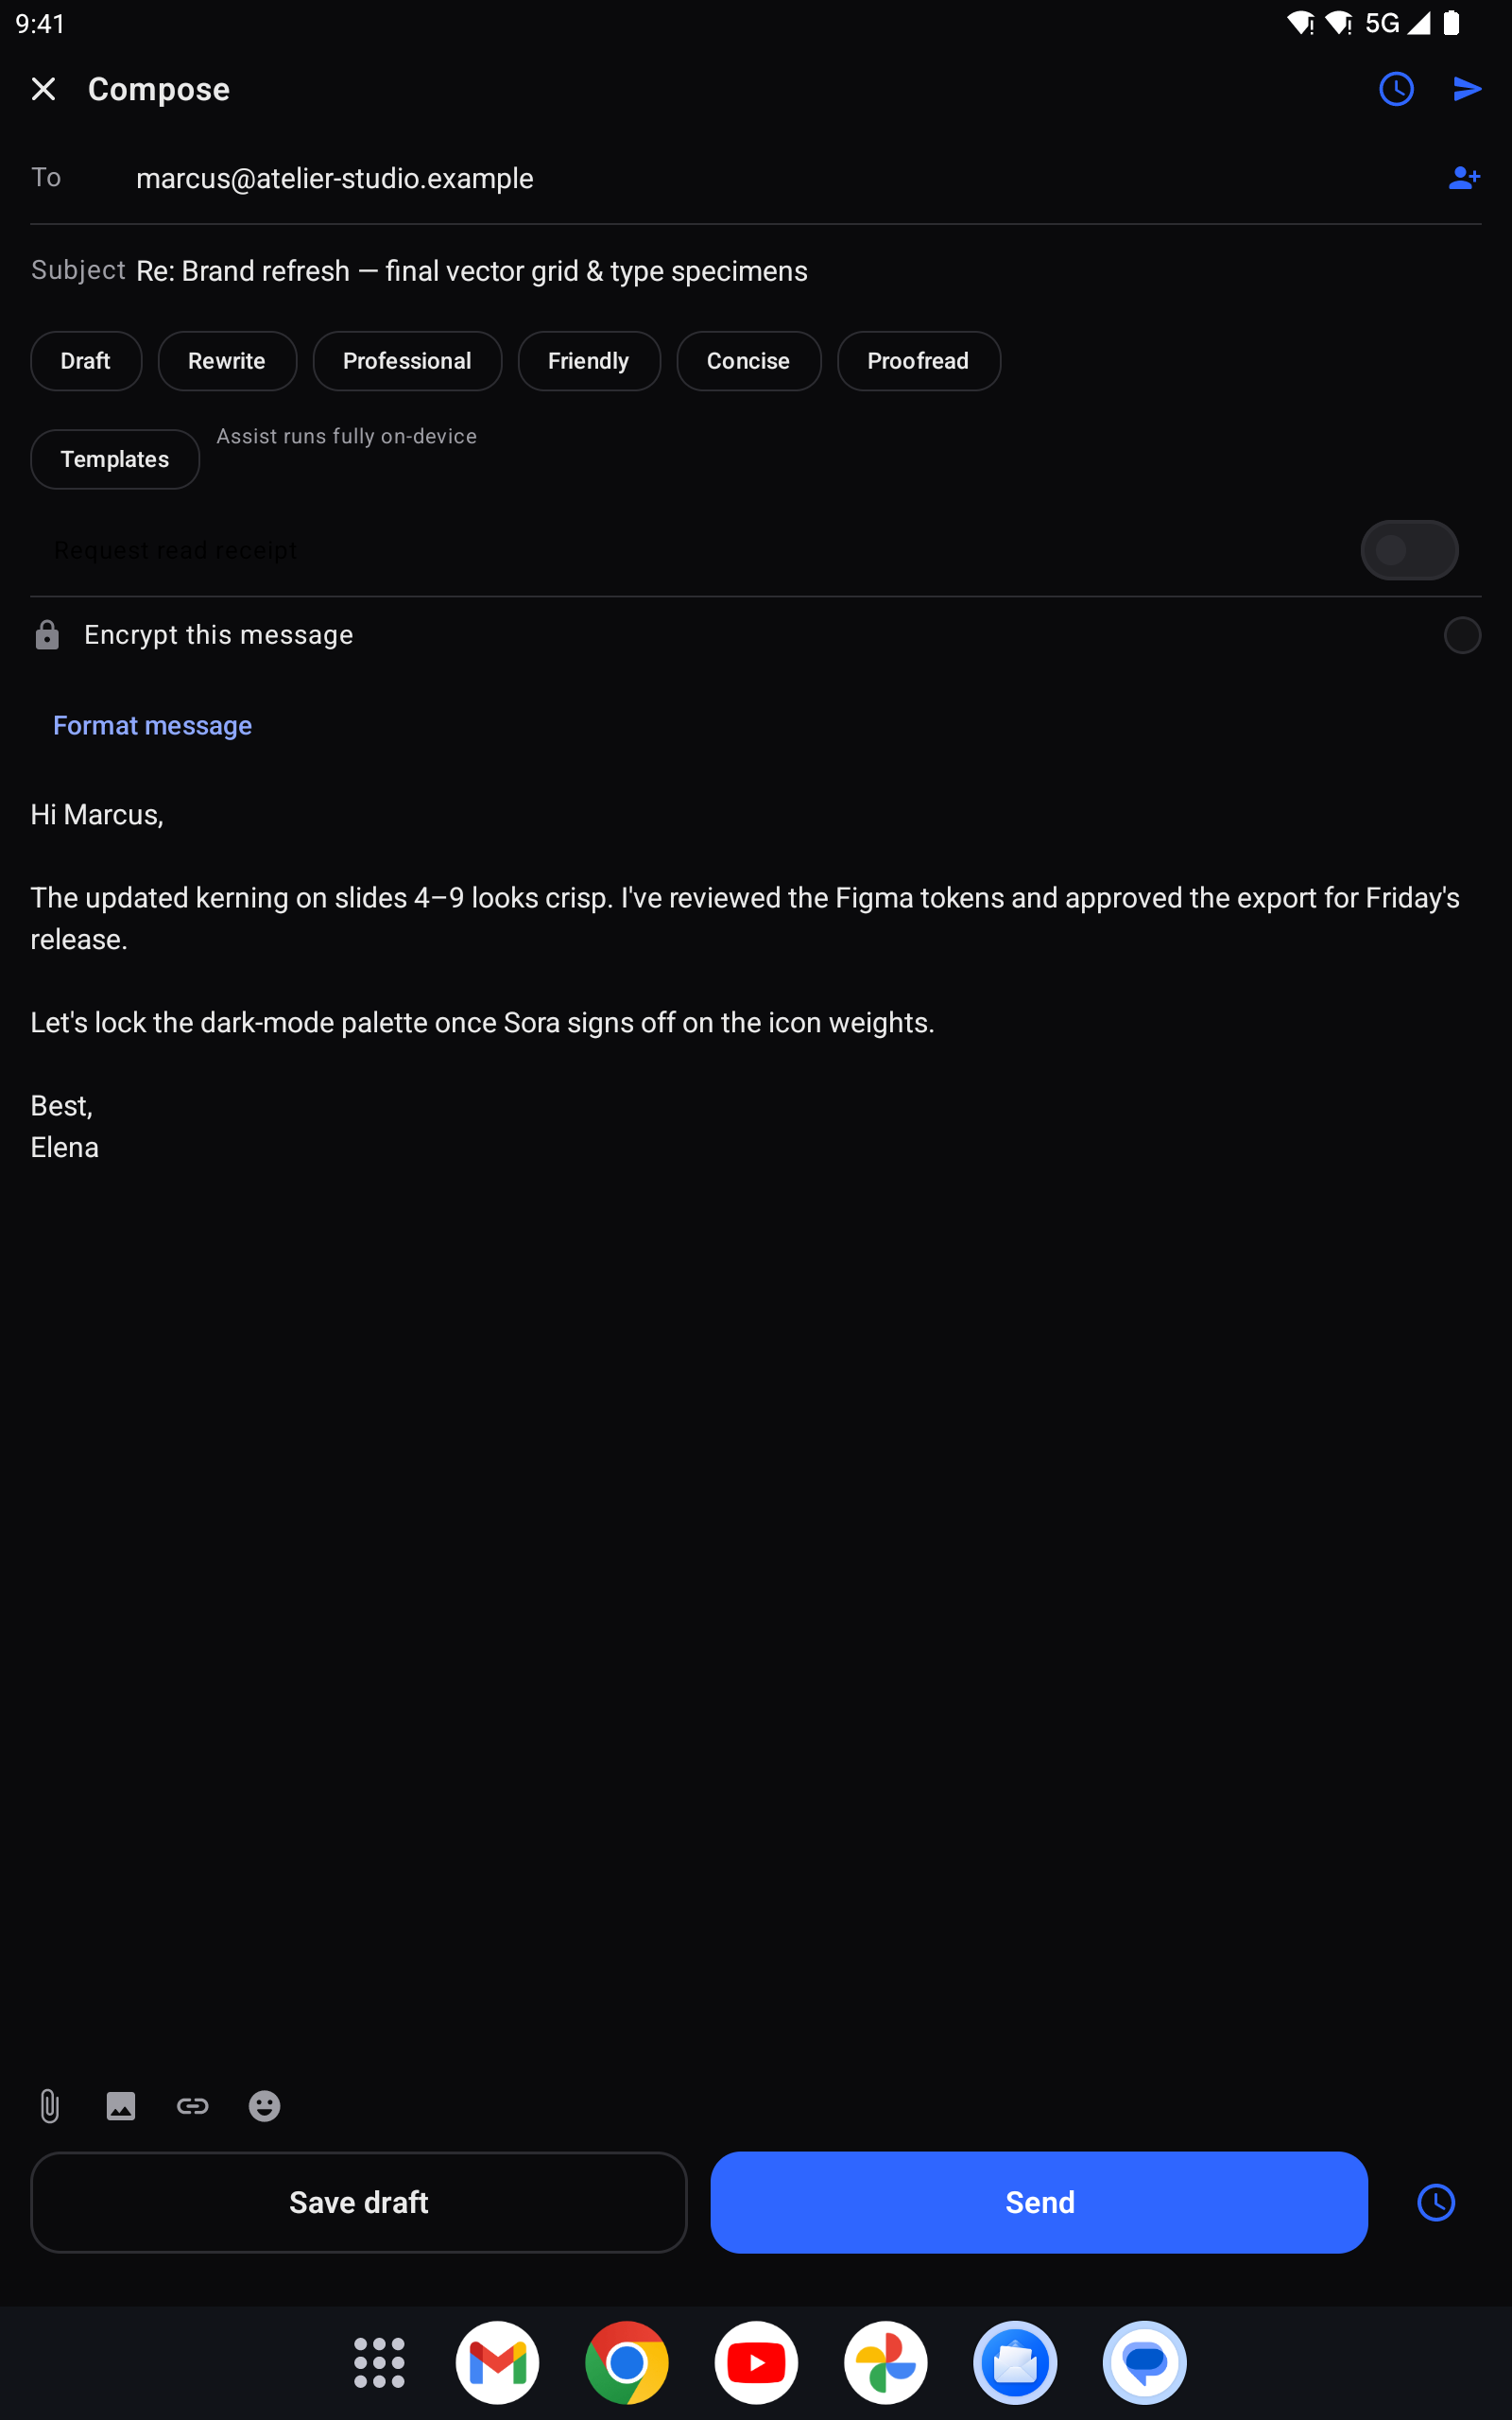 9:41
5G
Compose
To marcus@atelier-studio.example
Subject Re: Brand refresh — final vector grid & type specimens
Draft Rewrite Professional Friendly Concise Proofread
Templates Assist runs fully on-device
Request read receipt
Encrypt this message
Format message
Hi Marcus,
The updated kerning on slides 4–9 looks crisp. I've reviewed the Figma tokens and approved the export for Friday's
release.
Let's lock the dark-mode palette once Sora signs off on the icon weights.
Best,
Elena
Save draft Send